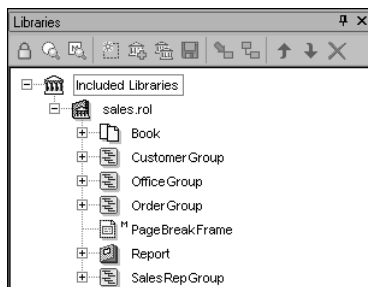 Libraries
Included Libraries
sales.rol
Book
CustomerGroup
OfficeGroup
OrderGroup
M PageBreakFrame
Report
SalesRepGroup